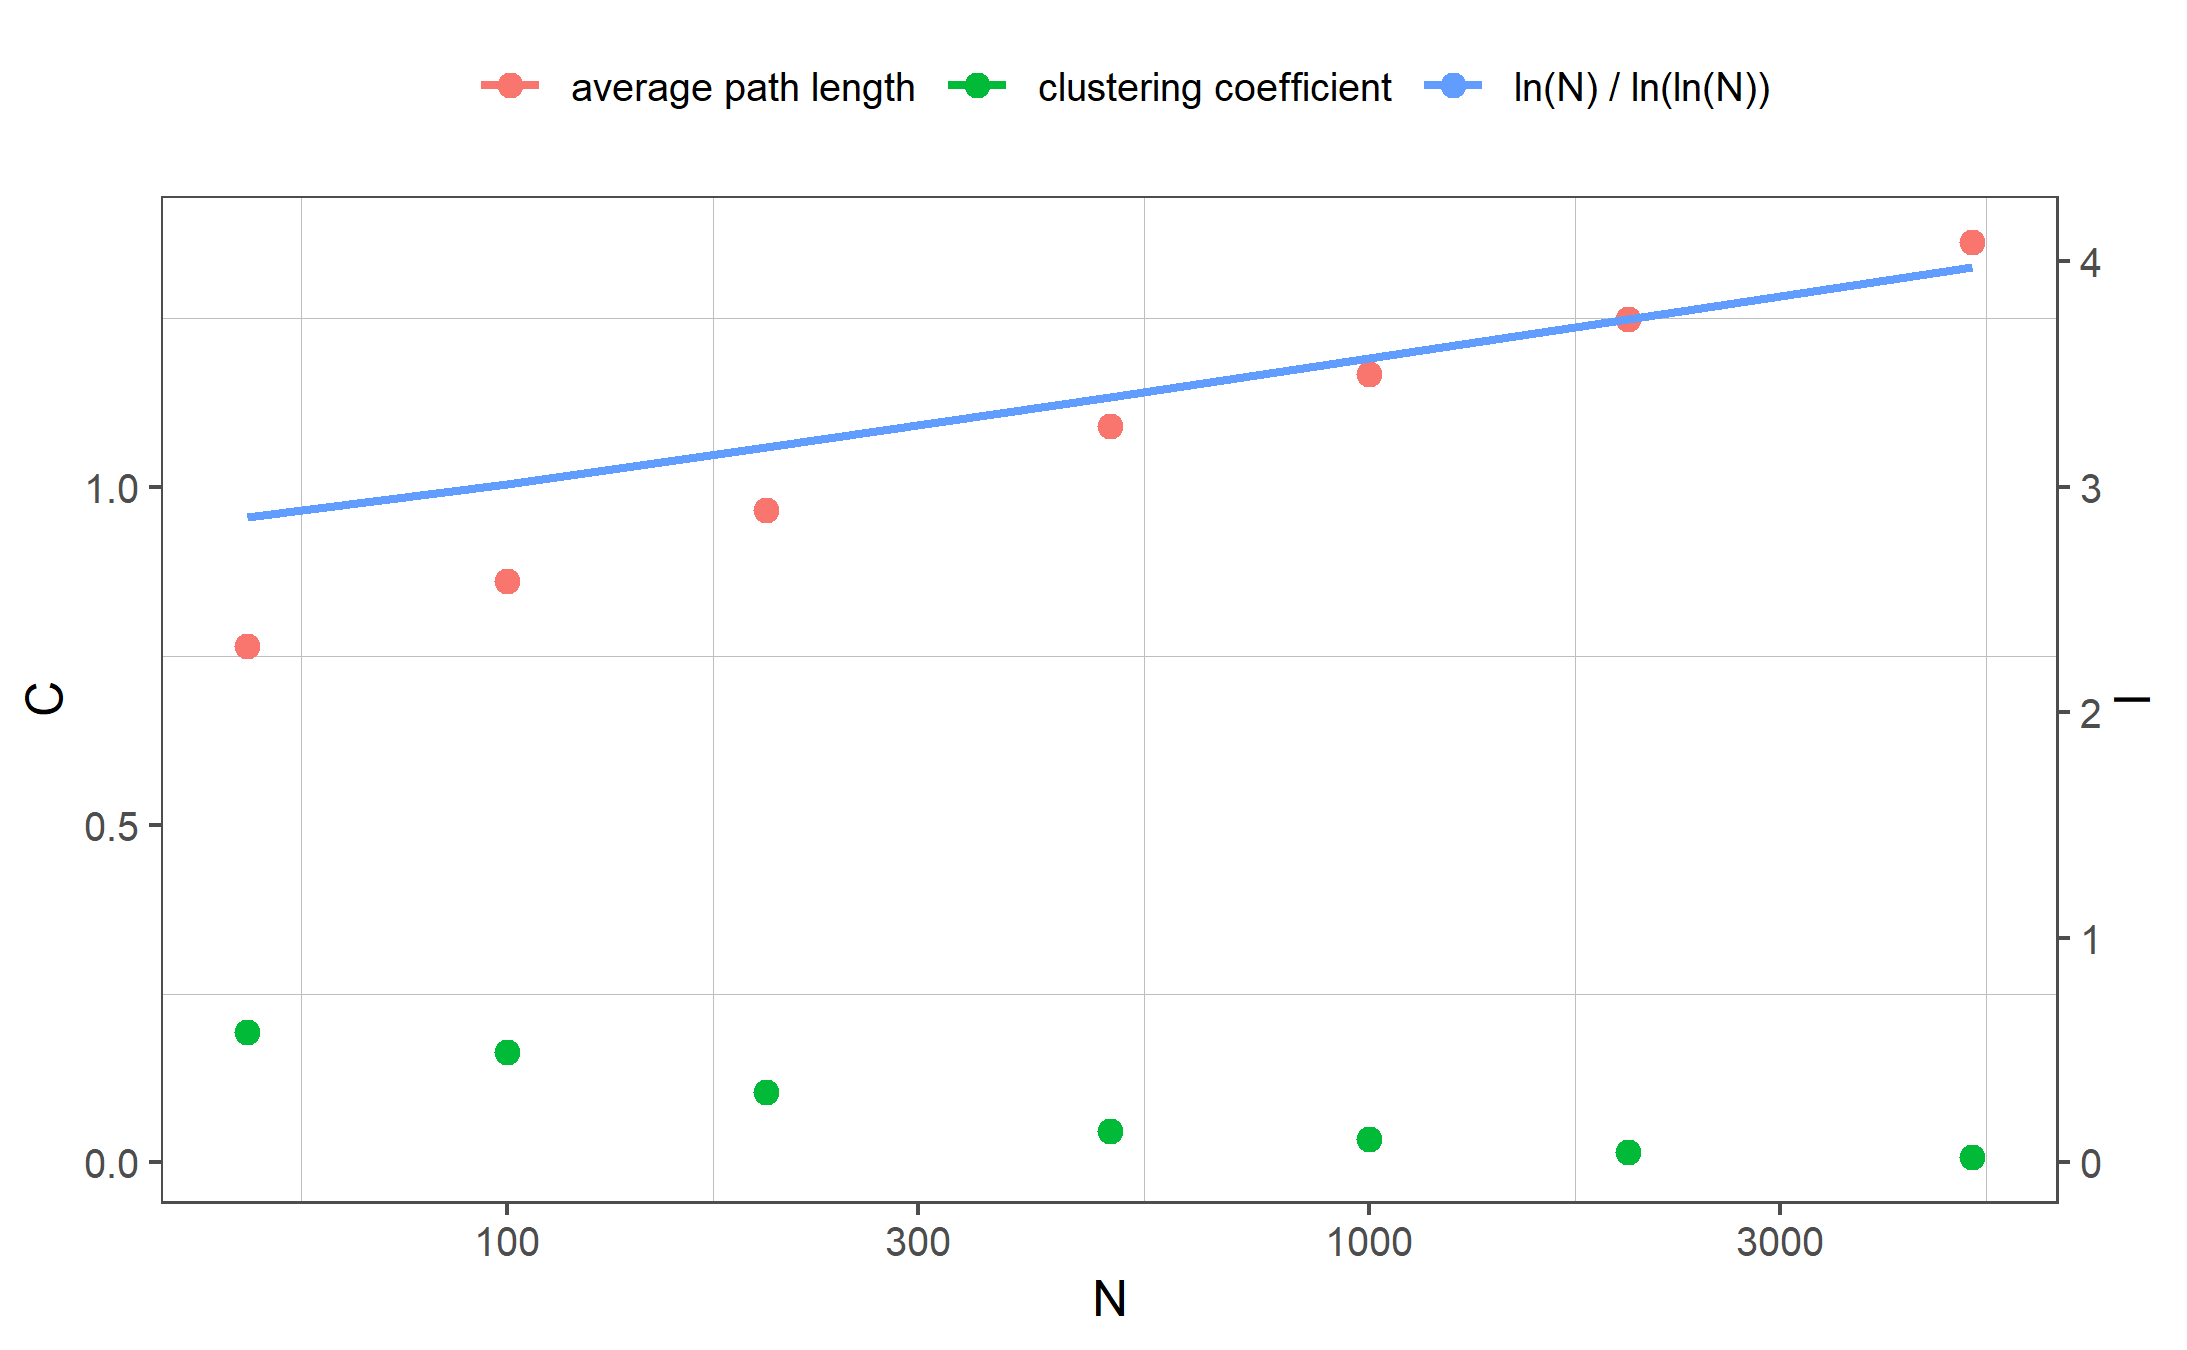 average path length clustering coefficient ln(N) / ln(ln(N))
C
1.0
0.5
0.0
4
3
2
1
0
l
100 300 1000 3000
N